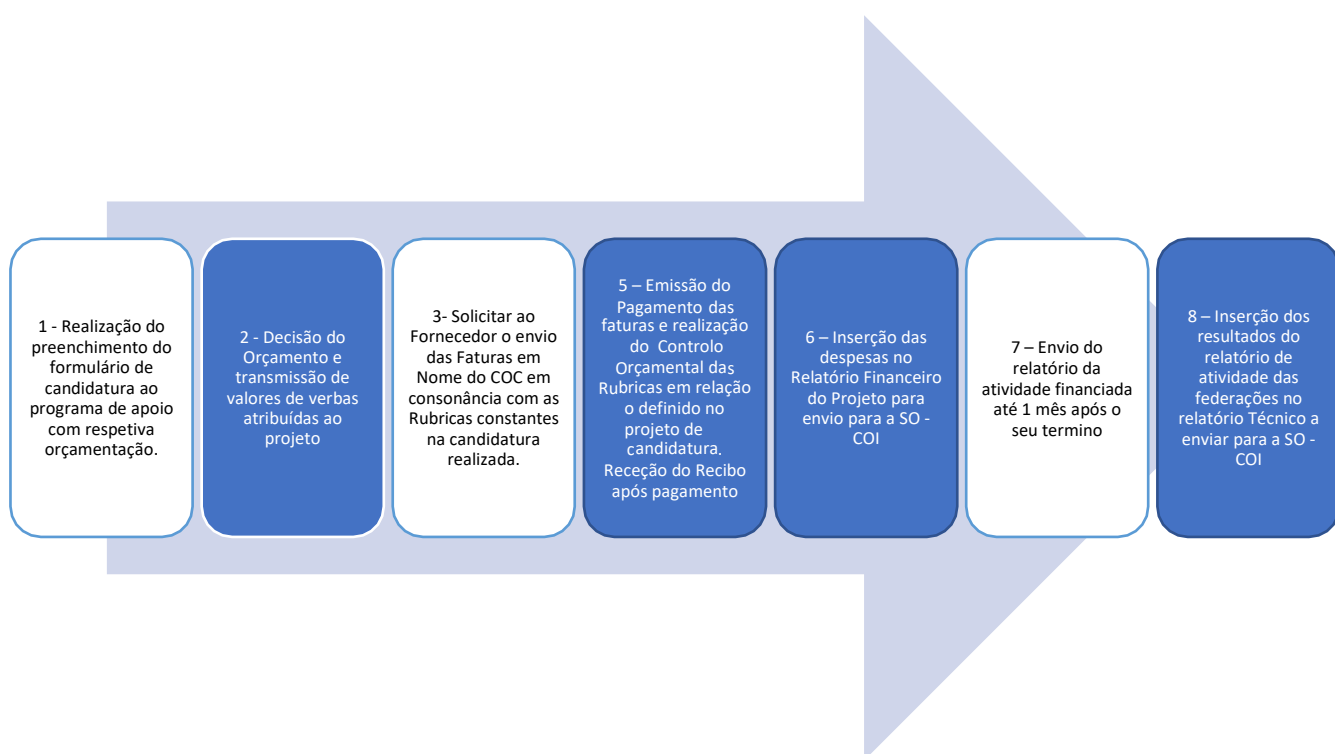 1 - Realização do
preenchimento do
formulário de
candidatura ao
programa de apoio
com respetiva
orçamentação.
2 - Decisão do
Orçamento e
transmissão de
valores de verbas
atribuídas ao
projeto
3- Solicitar ao
Fornecedor o envio
das Faturas em
Nome do COC em
consonância com as
Rubricas constantes
na candidatura
realizada.
5 – Emissão do
Pagamento das
faturas e realização
do Controlo
Orçamental das
Rubricas em relação
o definido no
projeto de
candidatura.
Receção do Recibo
após pagamento
6 – Inserção das
despesas no
Relatório Financeiro
do Projeto para
envio para a SO -
COI
7 – Envio do
relatório da
atividade financiada
até 1 mês após o
seu termino
8 – Inserção dos
resultados do
relatório de
atividade das
federações no
relatório Técnico a
enviar para a SO -
COI